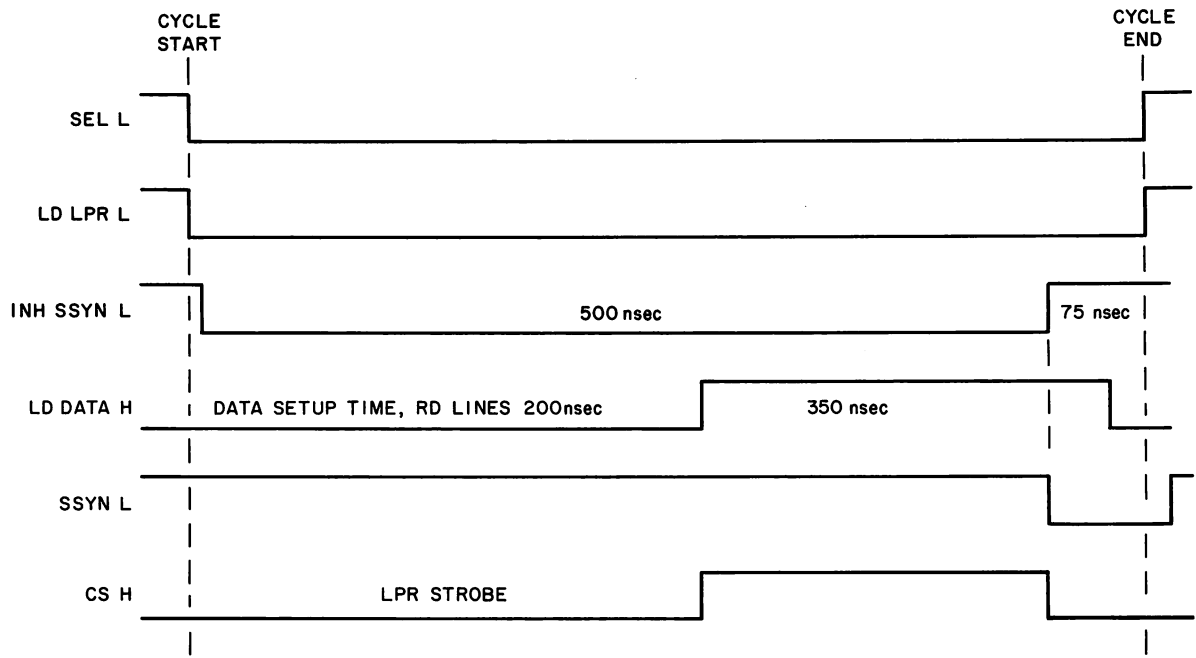 CYCLE
START
CYCLE
END
SEL L
LD LPR L
INH SSYN L
500 nsec
75 nsec
LD DATA H
DATA SETUP TIME, RD LINES 200nsec
350 nsec
SSYN L
CS H
LPR STROBE